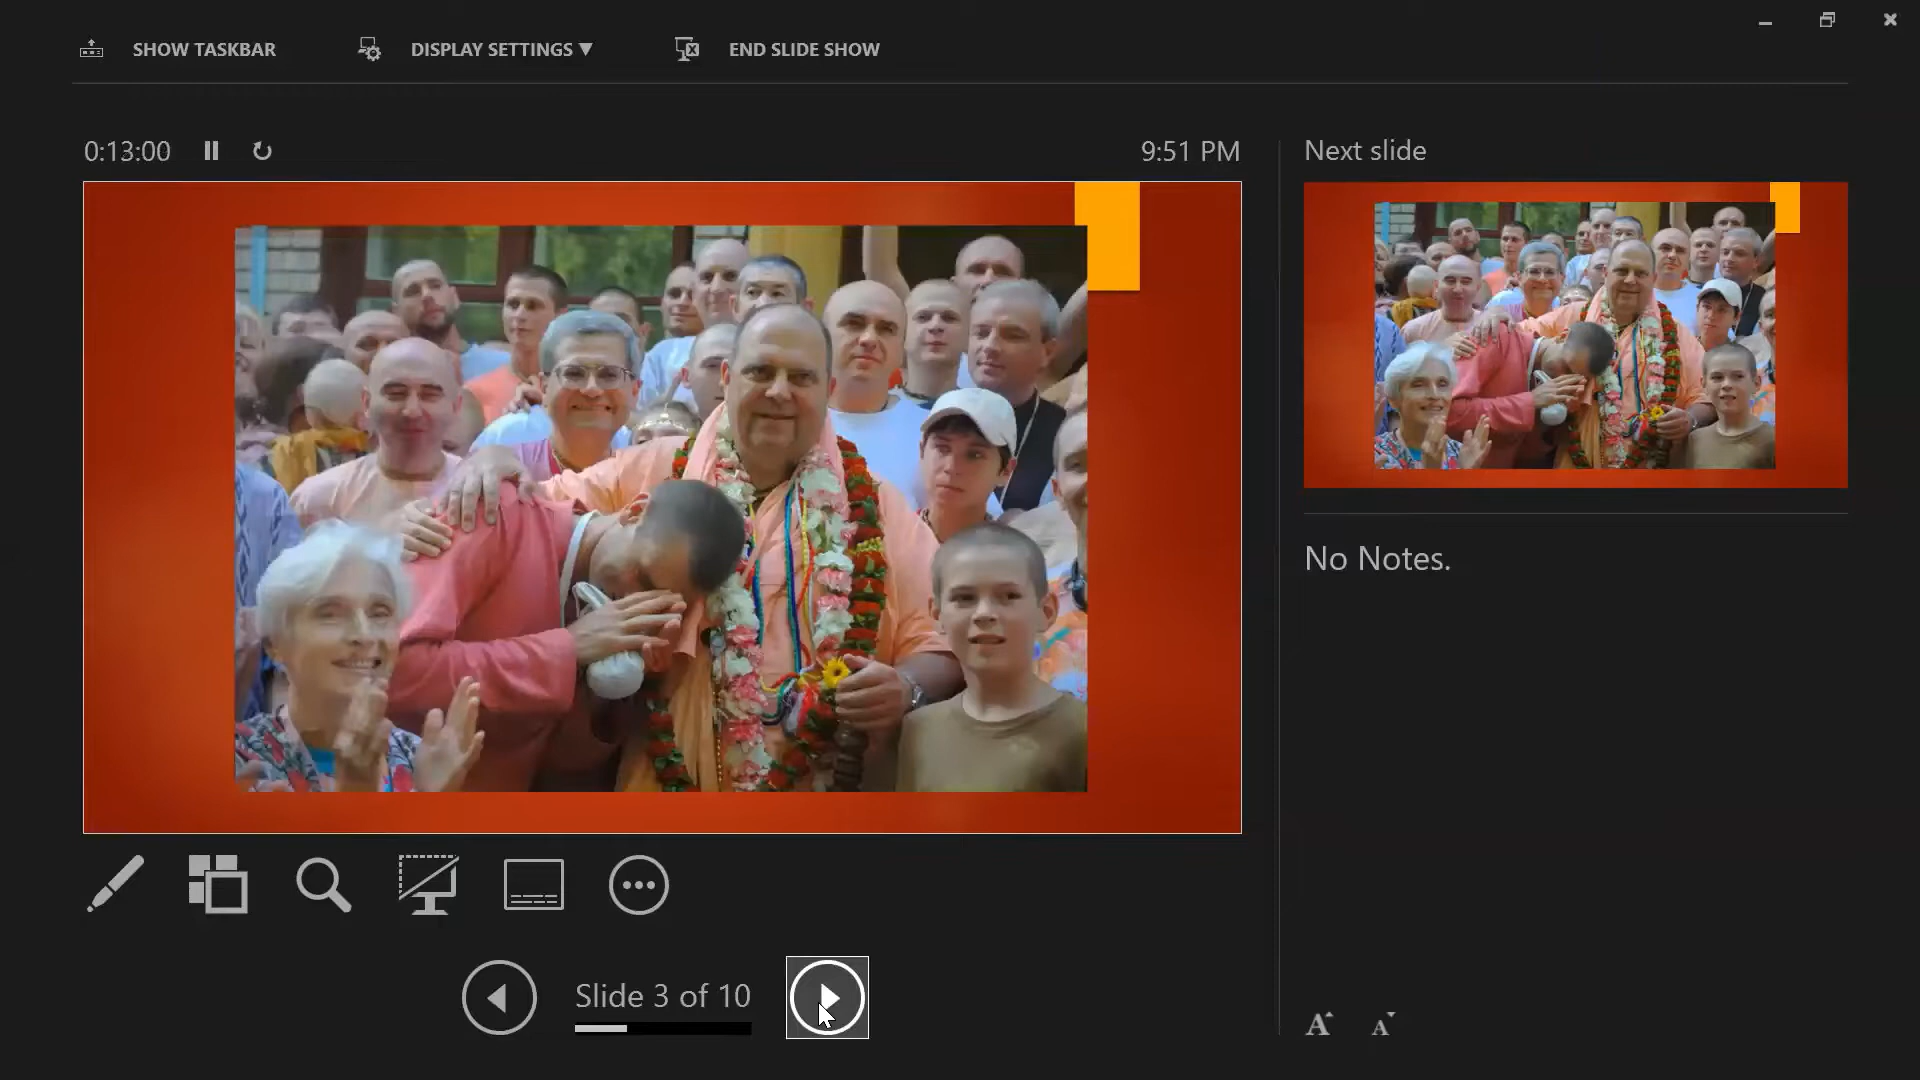 SHOW TASKBAR
DISPLAY SETTINGS ▼
END SLIDE SHOW
0:13:00
9:51 PM
Next slide
No Notes.
Slide 3 of 10
A A